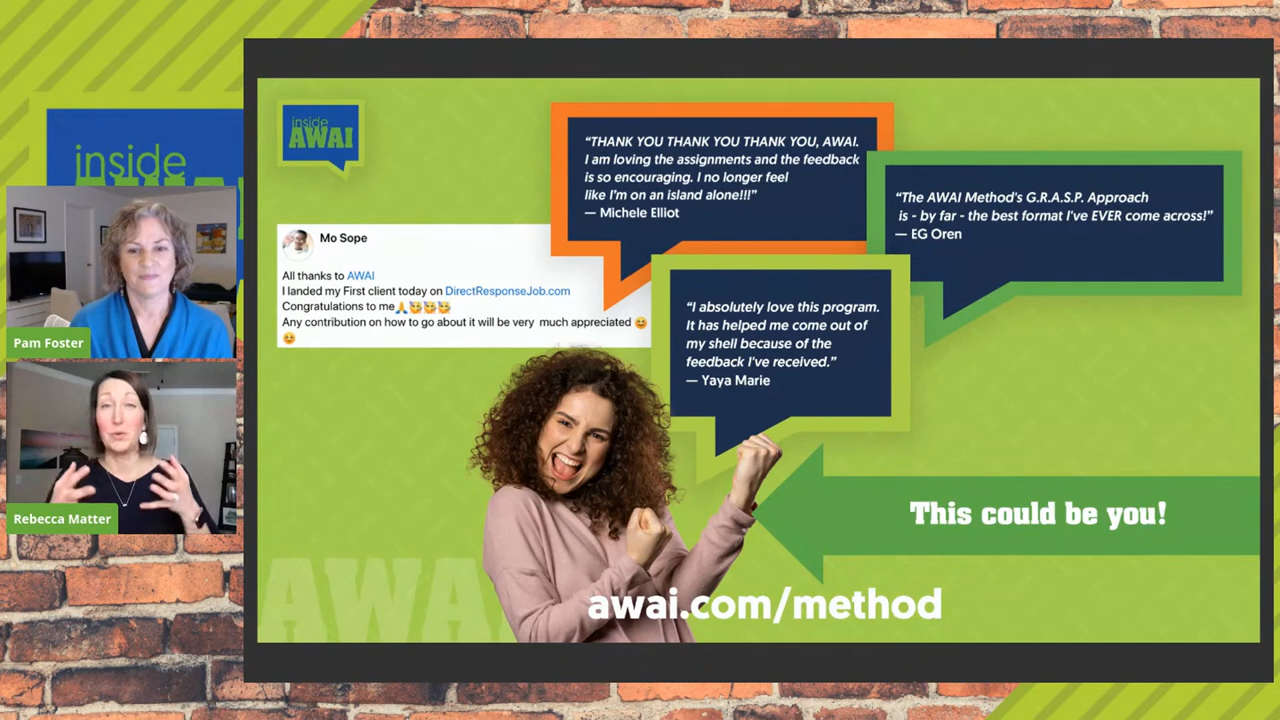 inside
AWAI
Pam Foster
Rebecca Matter
inside
AWAI
Mo Sope
All thanks to AWAI
I landed my First client today on DirectResponseJob.com
Congratulations to me🙏🥳🥳🥳
Any contribution on how to go about it will be very much appreciated 😊
😊
“THANK YOU THANK YOU THANK YOU, AWAI.
I am loving the assignments and the feedback
is so encouraging. I no longer feel
like I'm on an island alone!!!”
— Michele Elliot
“The AWAI Method's G.R.A.S.P. Approach
is - by far - the best format I've EVER come across!”
— EG Oren
“I absolutely love this program.
It has helped me come out of
my shell because of the
feedback I've received.”
— Yaya Marie
This could be you!
AWAI
awai.com/method